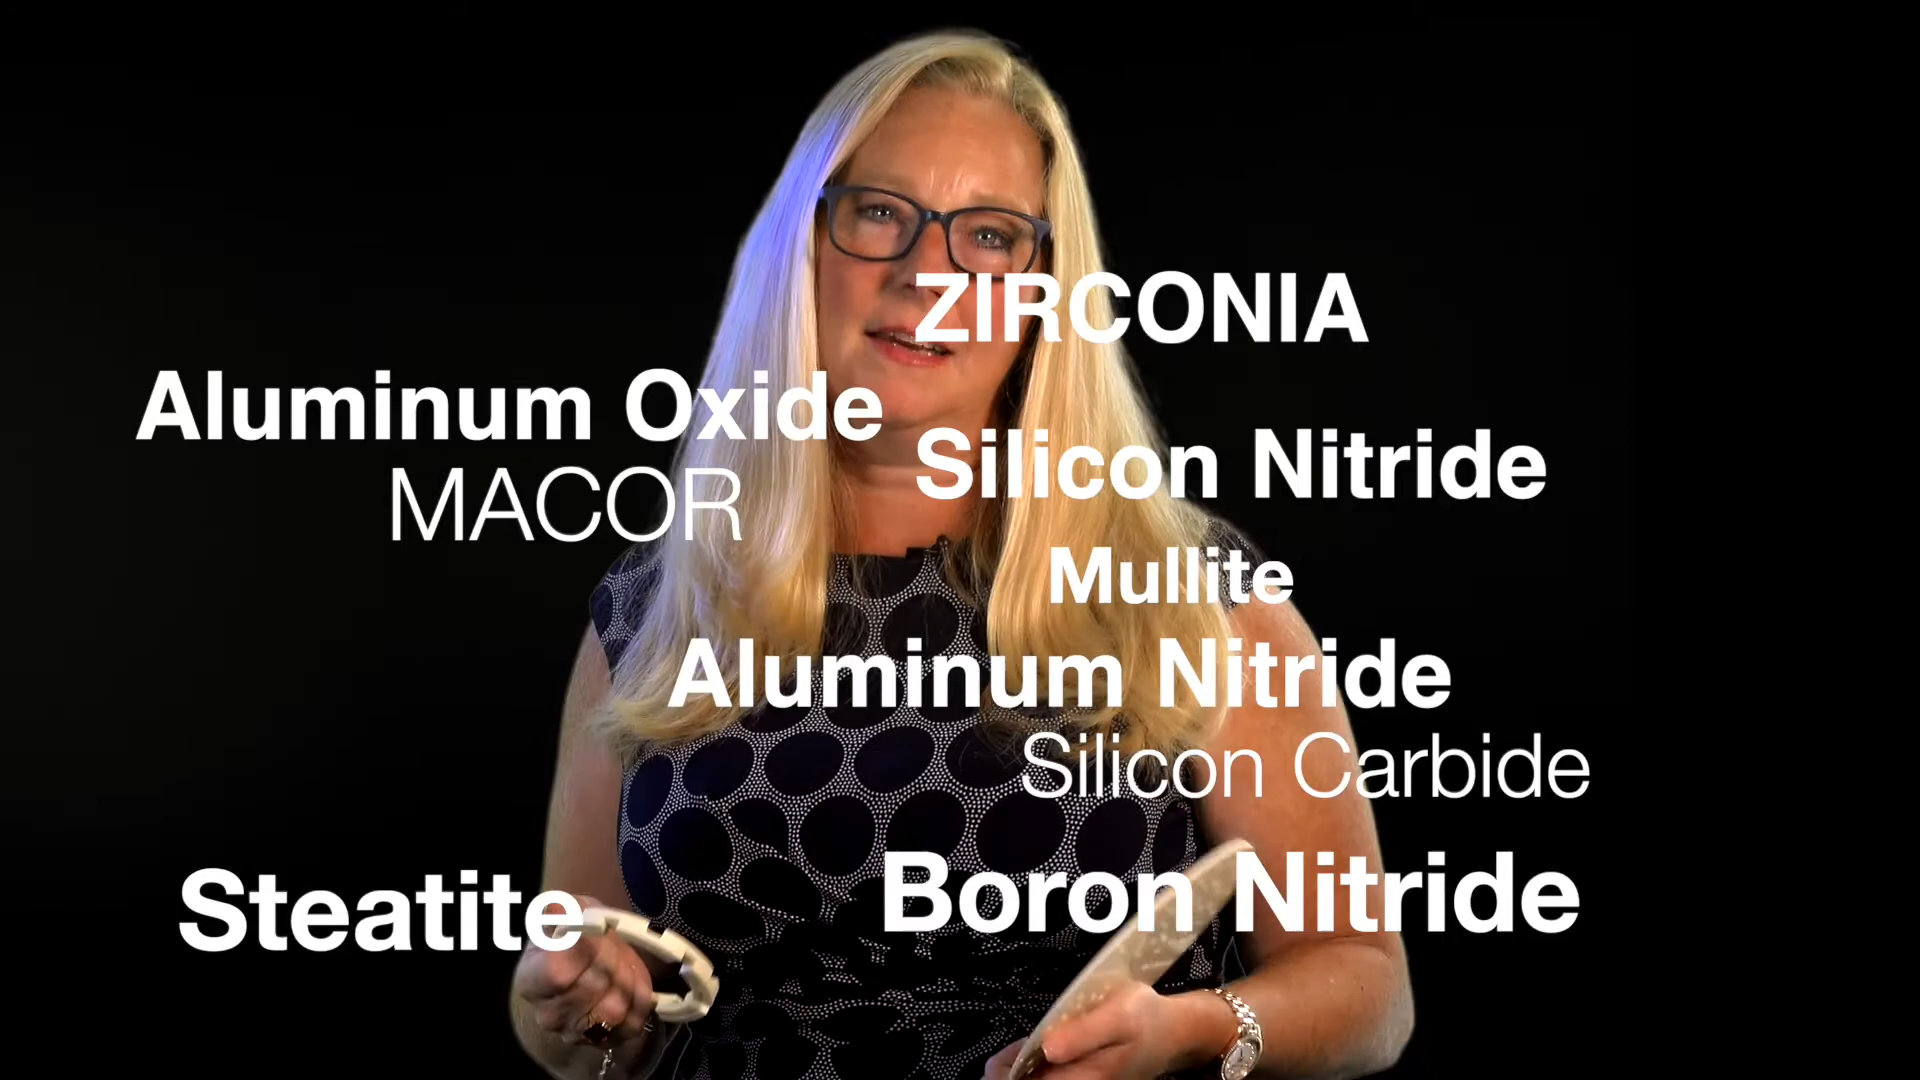 ZIRCONIA
Aluminum Oxide
Silicon Nitride
MACOR
Mullite
Aluminum Nitride
Silicon Carbide
Steatite
Boron Nitride